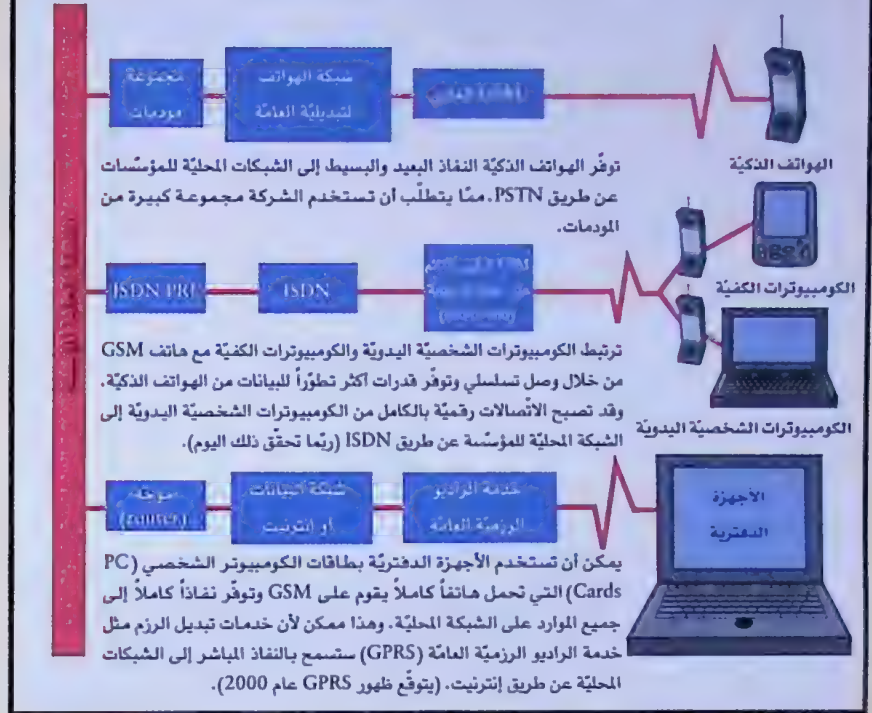 مجموعة
مودمات
شبكة الهواتف
لتبديليّة العامّة
الهواتف الذكيّة
توفّر الهواتف الذكيّة النفاذ البعيد والبسيط إلى الشبكات المحليّة للمؤسّسات
عن طريق PSTN، ممّا يتطلّب أن تستخدم الشركة مجموعة كبيرة من
المودمات.
ISDN PRI
ISDN
الكومبيوترات الكفيّة
ترتبط الكومبيوترات الشخصيّة اليدويّة والكومبيوترات الكفيّة مع هاتف GSM
من خلال وصل تسلسلي وتوفّر قدرات أكثر تطوّراً للبيانات من الهواتف الذكيّة.
وقد تصبح الاتّصالات رقميّة بالكامل من الكومبيوترات الشخصيّة اليدويّة إلى
الشبكة المحليّة للمؤسّسة عن طريق ISDN (ربّما تحقّق ذلك اليوم).
الكومبيوترات الشخصيّة اليدويّة
موجّه
(router)
شبكة البيانات
او انترنيت
خدمة الراديو
الرزميّة العامّة
الأجهزة
الدفترية
يمكن أن تستخدم الأجهزة الدفتريّة بطاقات الكومبيوتر الشخصي (PC
Cards) التي تحمل هاتفاً كاملاً يقوم على GSM وتوفّر نفاذاً كاملاً إلى
جميع الموارد على الشبكة المحليّة. وهذا ممكن لأن خدمات تبديل الرزم مثل
خدمة الراديو الرزميّة العامّة (GPRS) ستسمح بالنفاذ المباشر إلى الشبكات
المحليّة عن طريق إنترنيت. (يتوقّع ظهور GPRS عام 2000).